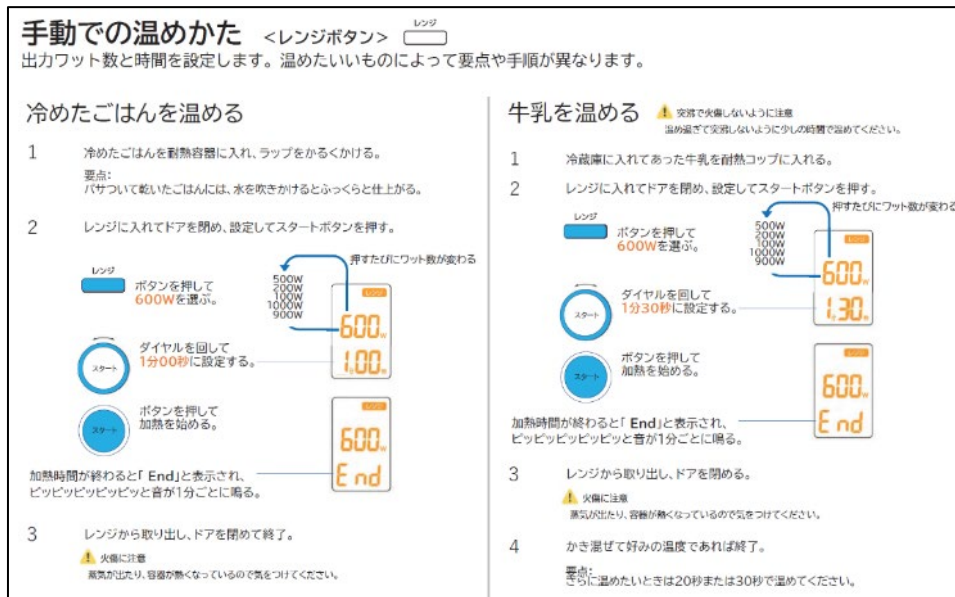 手動での温めかた <レンジボタン> レンジ
出力ワット数と時間を設定します。温めたいいものによって要点や手順が異なります。
冷めたごはんを温める
1 冷めたごはんを耐熱容器に入れ、ラップをかるくかける。
要点:
パサついて乾いたごはんには、水を吹きかけるとふっくらと仕上がる。
2 レンジに入れてドアを閉め、設定してスタートボタンを押す。
押すたびにワット数が変わる
レンジ
ボタンを押して
600Wを選ぶ。
500W
200W
100W
1000W
900W
レンジ
600W
1分00秒
スタート
ダイヤルを回して
1分00秒に設定する。
スタート
ボタンを押して
加熱を始める。
レンジ
600W
End
加熱時間が終わると「 End」と表示され、
ピッピッピッピッピッと音が1分ごとに鳴る。
3 レンジから取り出し、ドアを閉めて終了。
火傷に注意
蒸気が出たり、容器が熱くなっているので気をつけてください。
牛乳を温める
突沸で火傷しないように注意
温め過ぎて突沸しないように少しの時間で温めてください。
1 冷蔵庫に入れてあった牛乳を耐熱コップに入れる。
2 レンジに入れてドアを閉め、設定してスタートボタンを押す。
押すたびにワット数が変わる
レンジ
ボタンを押して
600Wを選ぶ。
500W
200W
100W
1000W
900W
レンジ
600W
1分30秒
スタート
ダイヤルを回して
1分30秒に設定する。
スタート
ボタンを押して
加熱を始める。
レンジ
600W
End
加熱時間が終わると「 End」と表示され、
ピッピッピッピッピッと音が1分ごとに鳴る。
3 レンジから取り出し、ドアを閉める。
火傷に注意
蒸気が出たり、容器が熱くなっているので気をつけてください。
4 かき混ぜて好みの温度であれば終了。
要点:
さらに温めたいときは20秒または30秒で温めてください。